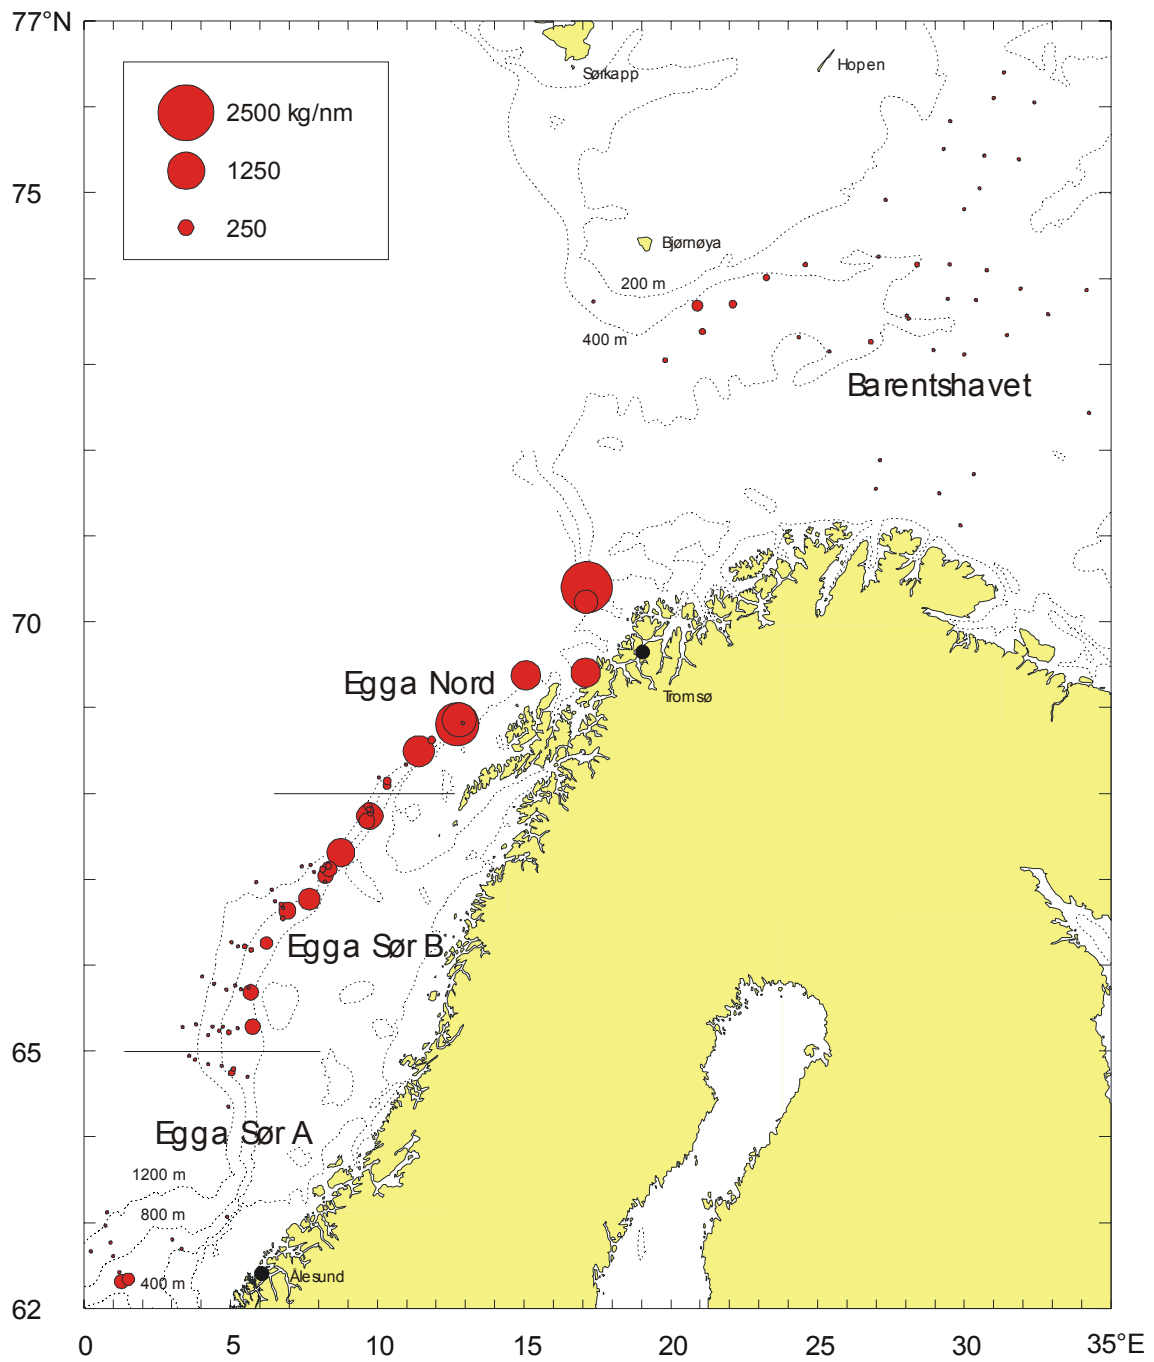 77°N
Sørkapp
Hopen
2500 kg/nm
1250
250
75
Bjørnøya
200 m
400 m
Barentshavet
70
Egga Nord
Tromsø
Egga Sør B
65
Egga Sør A
1200 m
800 m
400 m
Ålesund
62
0 5 10 15 20 25 30 35°E